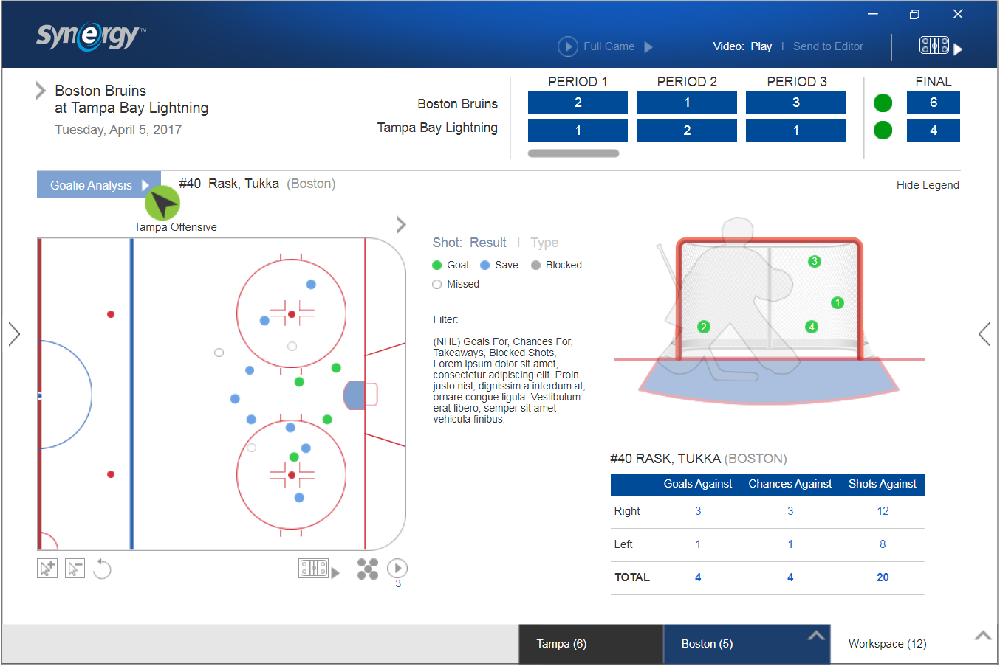 Synergy™
Full Game
Video: Play | Send to Editor
Boston Bruins
at Tampa Bay Lightning
Tuesday, April 5, 2017
PERIOD 1 PERIOD 2 PERIOD 3 FINAL
Boston Bruins 2 1 3 6
Tampa Bay Lightning 1 2 1 4
Goalie Analysis
#40 Rask, Tukka (Boston)
Hide Legend
Tampa Offensive
Shot: Result | Type
Goal Save Blocked
Missed
Filter:
(NHL) Goals For, Chances For,
Takeaways, Blocked Shots,
Lorem ipsum dolor sit amet,
consectetur adipiscing elit. Proin
justo nisl, dignissim a interdum at,
ornare congue ligula. Vestibulum
erat libero, semper sit amet
vehicula finibus,
3
1
2
4
#40 RASK, TUKKA (BOSTON)
Goals Against Chances Against Shots Against
Right 3 3 12
Left 1 1 8
TOTAL 4 4 20
3
Tampa (6)
Boston (5)
Workspace (12)